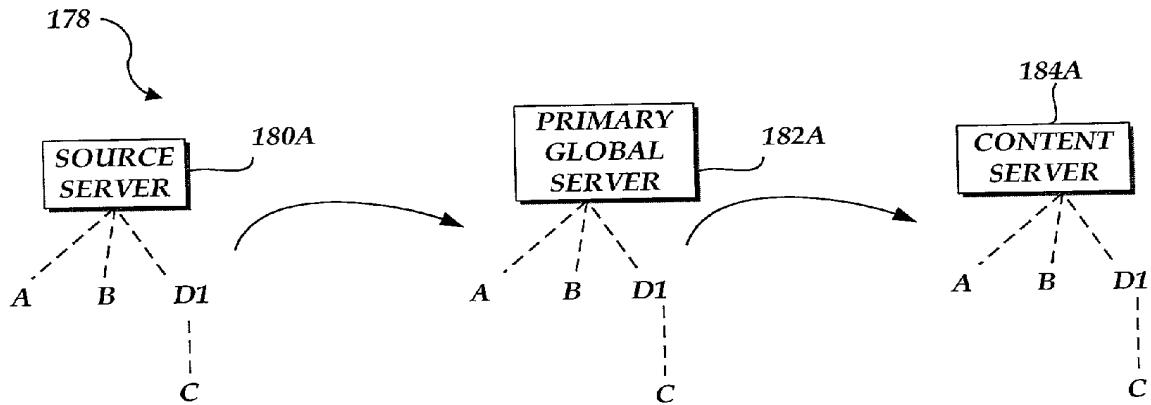 178
180A
182A
184A
SOURCE
SERVER
PRIMARY
GLOBAL
SERVER
CONTENT
SERVER
A B D1
C
A B D1
C
A B D1
C